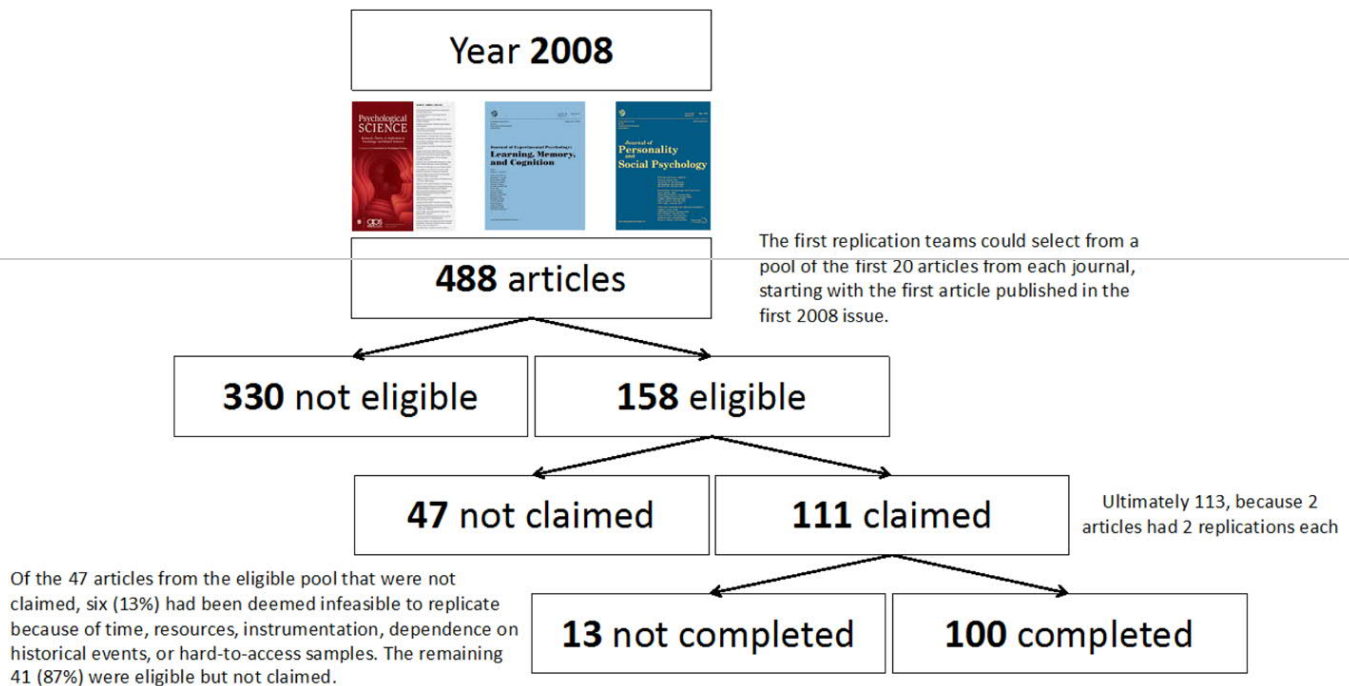 Year 2008
Psychological
SCIENCE
Journal of Experimental Psychology:
Learning, Memory,
and Cognition
Journal of
Personality
and
Social Psychology
aps
488 articles
The first replication teams could select from a
pool of the first 20 articles from each journal,
starting with the first article published in the
first 2008 issue.
330 not eligible
158 eligible
47 not claimed
111 claimed
Ultimately 113, because 2
articles had 2 replications each
Of the 47 articles from the eligible pool that were not
claimed, six (13%) had been deemed infeasible to replicate
because of time, resources, instrumentation, dependence on
historical events, or hard-to-access samples. The remaining
41 (87%) were eligible but not claimed.
13 not completed
100 completed